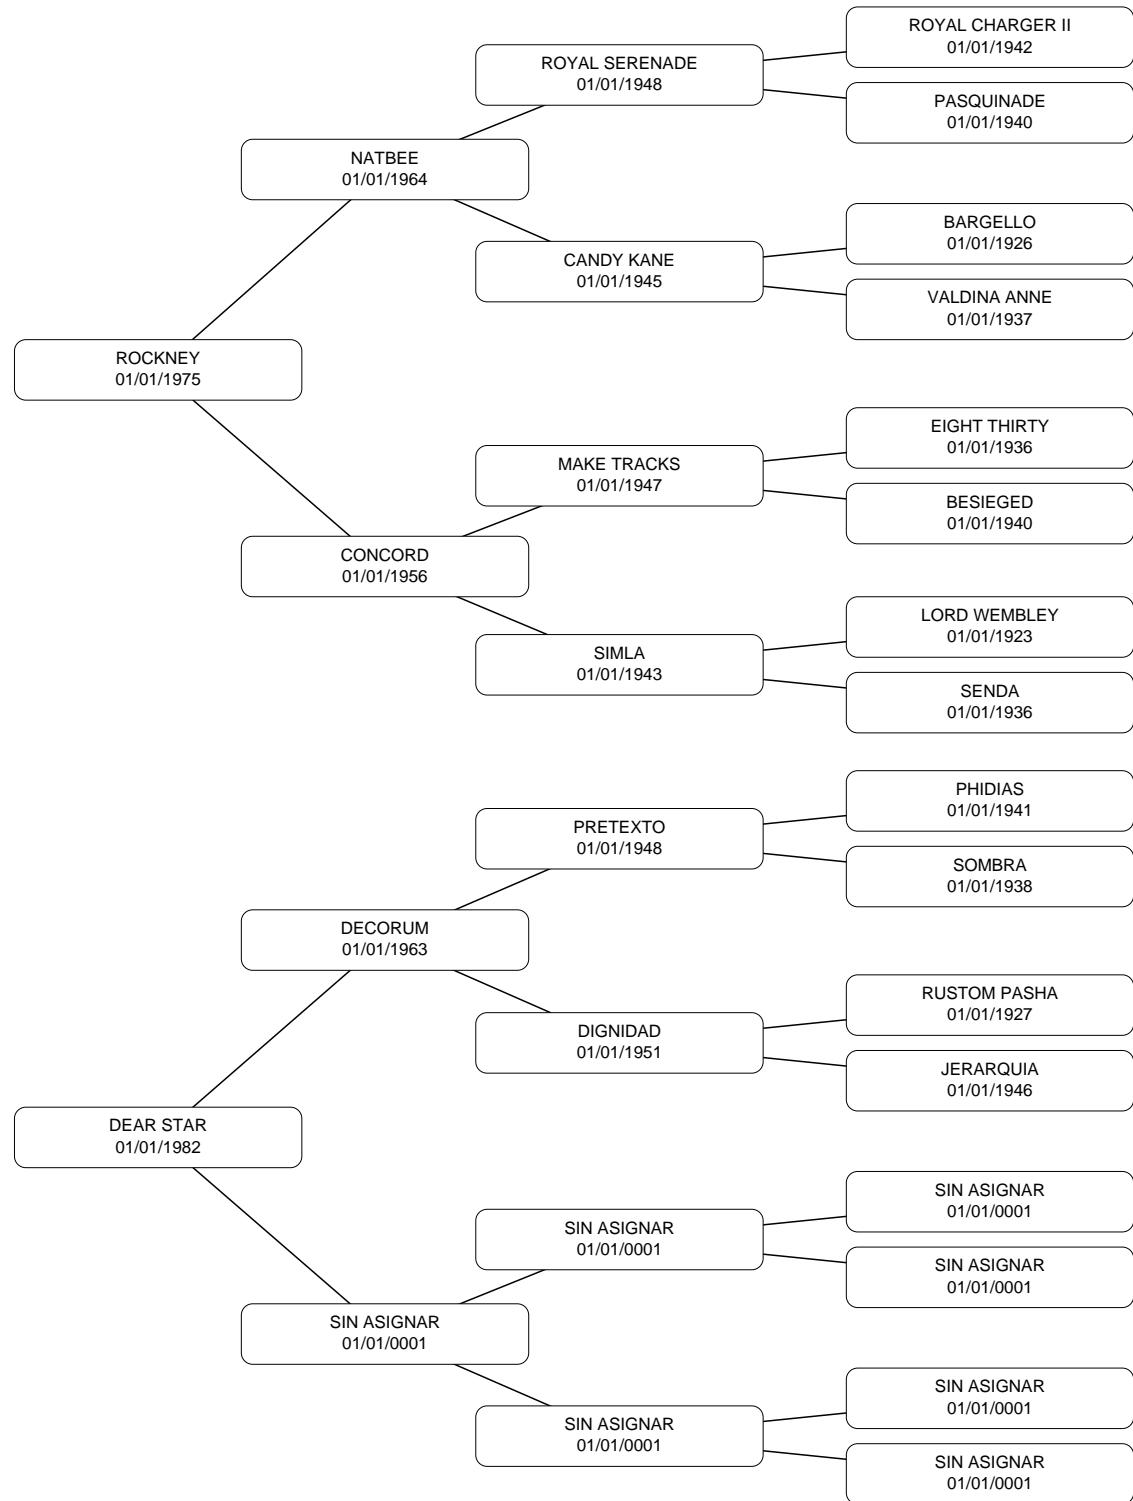 ROYAL CHARGER II
01/01/1942
ROYAL SERENADE
01/01/1948
PASQUINADE
01/01/1940
NATBEE
01/01/1964
BARGELLO
01/01/1926
CANDY KANE
01/01/1945
VALDINA ANNE
01/01/1937
ROCKNEY
01/01/1975
EIGHT THIRTY
01/01/1936
MAKE TRACKS
01/01/1947
BESIEGED
01/01/1940
CONCORD
01/01/1956
LORD WEMBLEY
01/01/1923
SIMLA
01/01/1943
SENDA
01/01/1936
PHIDIAS
01/01/1941
PRETEXTO
01/01/1948
SOMBRA
01/01/1938
DECORUM
01/01/1963
RUSTOM PASHA
01/01/1927
DIGNIDAD
01/01/1951
JERARQUIA
01/01/1946
DEAR STAR
01/01/1982
SIN ASIGNAR
01/01/0001
SIN ASIGNAR
01/01/0001
SIN ASIGNAR
01/01/0001
SIN ASIGNAR
01/01/0001
SIN ASIGNAR
01/01/0001
SIN ASIGNAR
01/01/0001
SIN ASIGNAR
01/01/0001